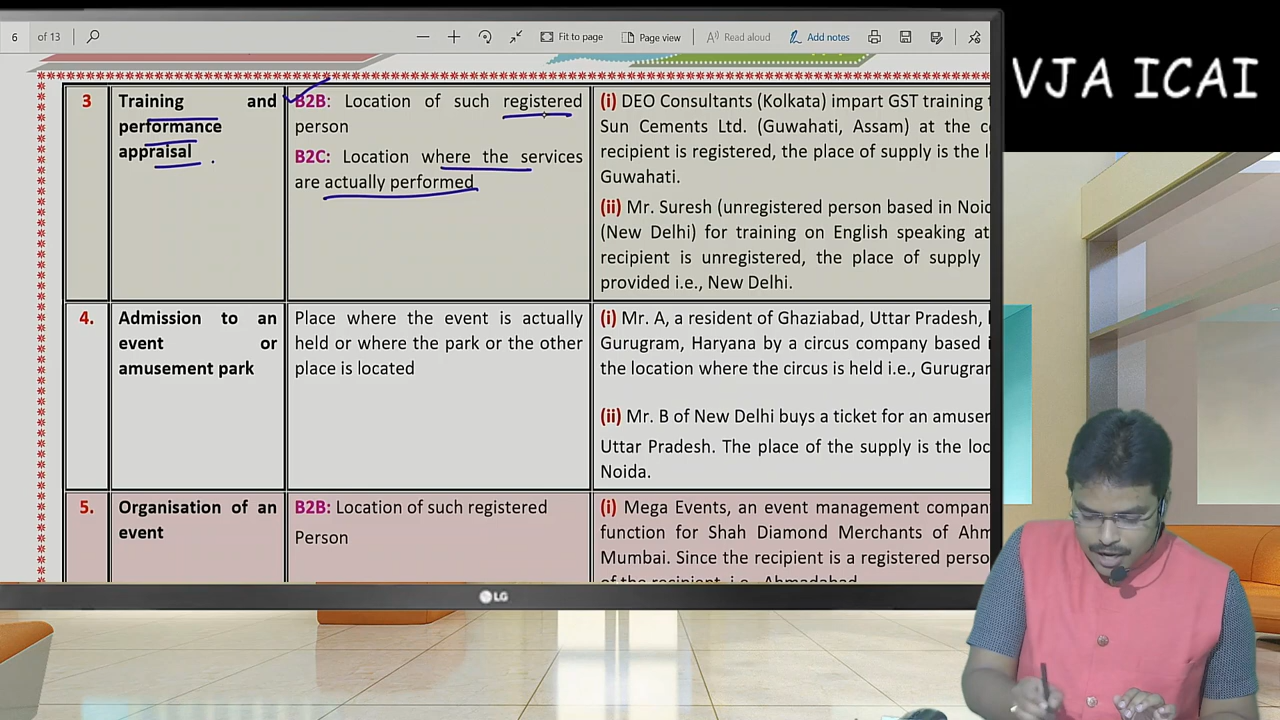 6 of 13
Fit to page
Page view
Read aloud
Add notes
VJA ICAI
3
Training and
performance
appraisal
B2B: Location of such registered
person
B2C: Location where the services
are actually performed
(i) DEO Consultants (Kolkata) impart GST training
Sun Cements Ltd. (Guwahati, Assam) at the
recipient is registered, the place of supply is the
Guwahati.
(ii) Mr. Suresh (unregistered person based in
(New Delhi) for training on English speaking at
recipient is unregistered, the place of supply
provided i.e., New Delhi.
4.
Admission to an
event or
amusement park
Place where the event is actually
held or where the park or the other
place is located
(i) Mr. A, a resident of Ghaziabad, Uttar Pradesh,
Gurugram, Haryana by a circus company based
the location where the circus is held i.e.,
(ii) Mr. B of New Delhi buys a ticket for an
Uttar Pradesh. The place of the supply is the
Noida.
5.
Organisation of an
event
B2B: Location of such registered
Person
(i) Mega Events, an event management
function for Shah Diamond Merchants of
Mumbai. Since the recipient is a registered
of the recipient, i.e., Ahmadabad
LG